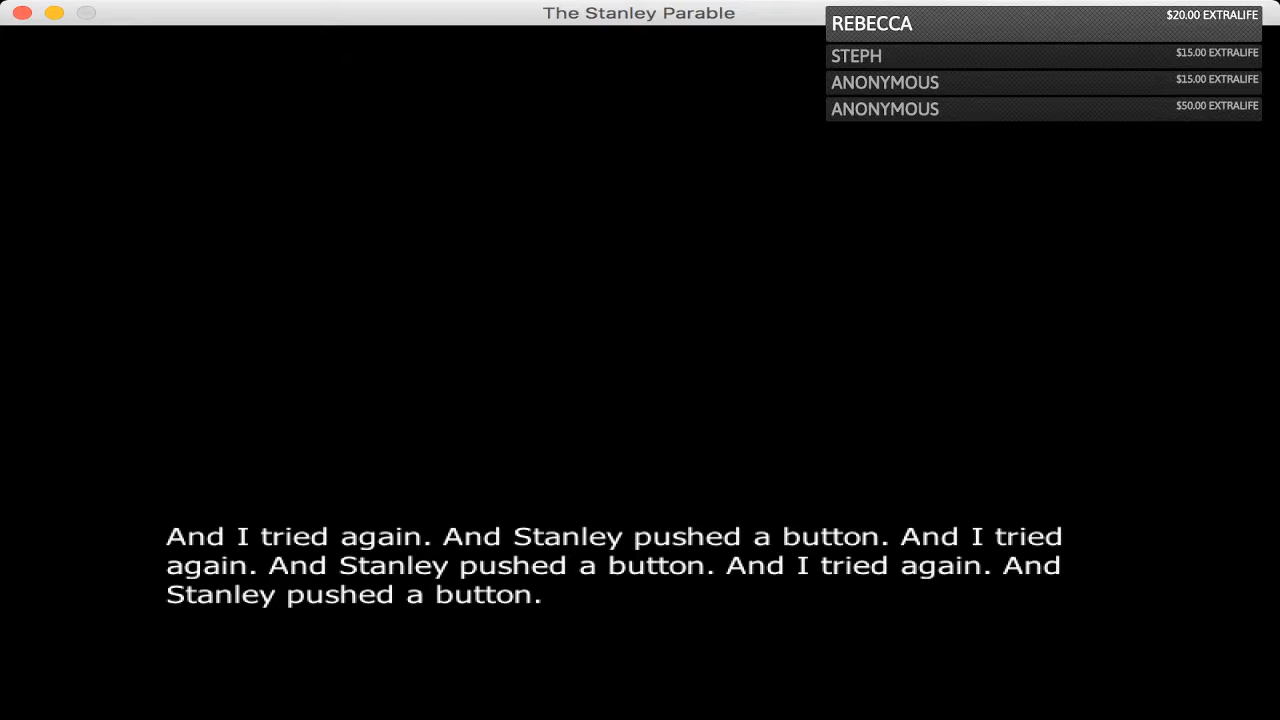 The Stanley Parable
REBECCA $20.00 EXTRALIFE
STEPH $15.00 EXTRALIFE
ANONYMOUS $15.00 EXTRALIFE
ANONYMOUS $50.00 EXTRALIFE
And I tried again. And Stanley pushed a button. And I tried
again. And Stanley pushed a button. And I tried again. And
Stanley pushed a button.